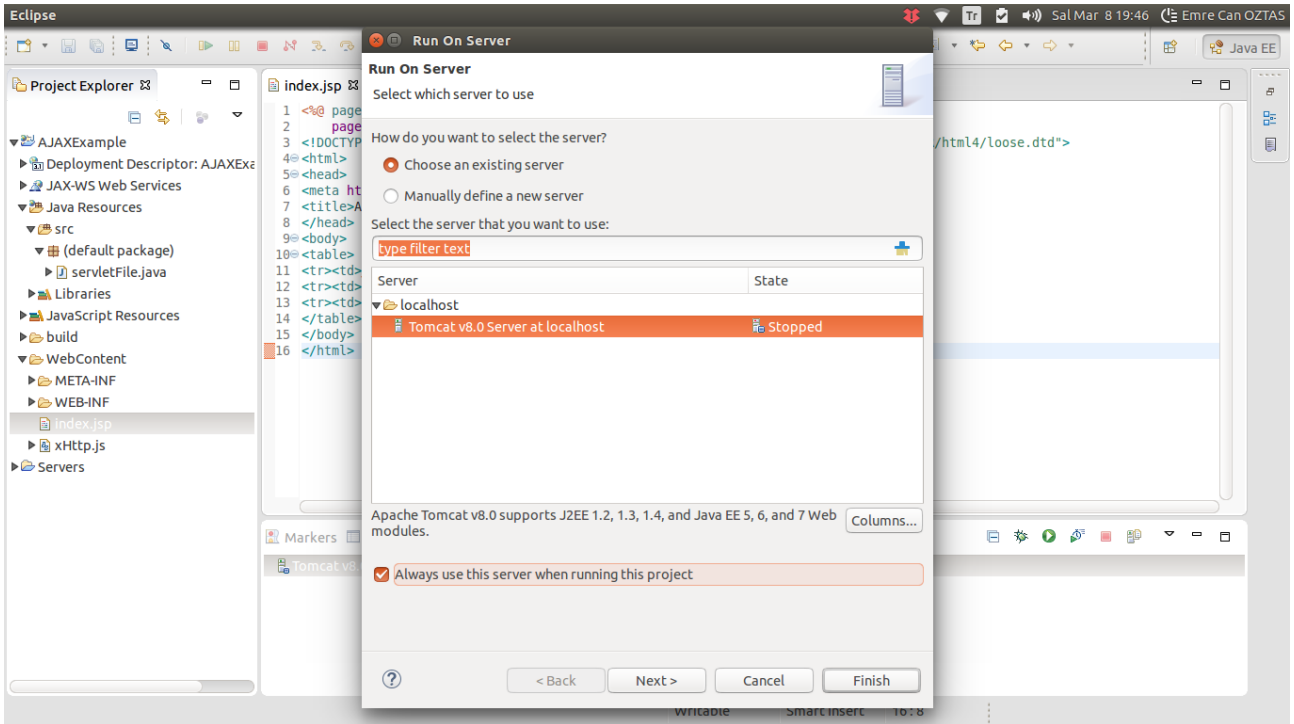 Eclipse
Tr
Sal Mar 8 19:46
Emre Can OZTAS
Java EE
Project Explorer
AJAXExample
Deployment Descriptor: AJAXExa
JAX-WS Web Services
Java Resources
src
(default package)
servletFile.java
Libraries
JavaScript Resources
build
WebContent
META-INF
WEB-INF
index.jsp
xHttp.js
Servers
index.jsp
1 <%@ page
2 page
3 <!DOCTYP
/html4/loose.dtd">
4 <html>
5 <head>
6 <meta ht
7 <title>A
8 </head>
9 <body>
10 <table>
11 <tr><td>
12 <tr><td>
13 <tr><td>
14 </table>
15 </body>
16 </html>
Markers
Tomcat v8.
Run On Server
Run On Server
Select which server to use
How do you want to select the server?
Choose an existing server
Manually define a new server
Select the server that you want to use:
type filter text
Server State
localhost
Tomcat v8.0 Server at localhost Stopped
Apache Tomcat v8.0 supports J2EE 1.2, 1.3, 1.4, and Java EE 5, 6, and 7 Web
modules.
Columns...
Always use this server when running this project
< Back Next > Cancel Finish
Writable Smart Insert 16 : 8